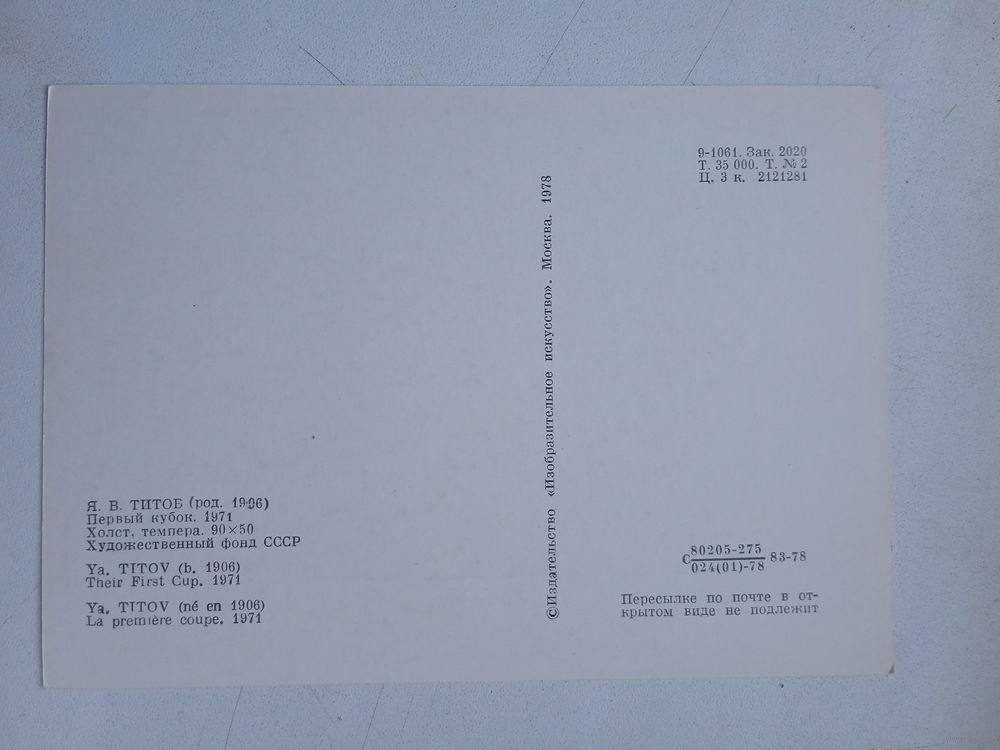 9-1061. Зак. 2020
Т. 35 000. Т. № 2
Ц. 3 к. 2121281
©Издательство «Изобразительное искусство». Москва. 1978
Я. В. ТИТОБ (род. 1906)
Первый кубок. 1971
Холст, темпера. 90×50
Художественный фонд СССР
Ya. TITOV (b. 1906)
Their First Cup. 1971
Ya. TITOV (né en 1906)
La première coupe. 1971
С 80205-275 83-78
024(01)-78
Пересылке по почте в от-
крытом виде не подлежит